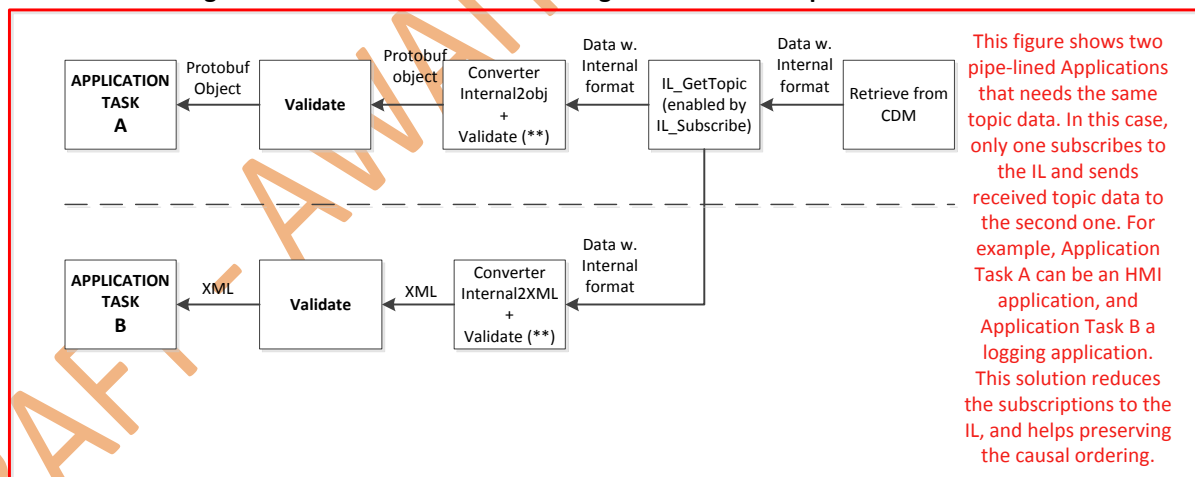 Protobuf
Object
Protobuf
object
Data w.
Internal
format
Data w.
Internal
format
APPLICATION
TASK
A
Validate
Converter
Internal2obj
+
Validate (**)
IL_GetTopic
(enabled by
IL_Subscribe)
Retrieve from
CDM
APPLICATION
TASK
B
XML
Validate
XML
Converter
Internal2XML
+
Validate (**)
Data w.
Internal
format
This figure shows two
pipe-lined Applications
that needs the same
topic data. In this case,
only one subscribes to
the IL and sends
received topic data to
the second one. For
example, Application
Task A can be an HMI
application, and
Application Task B a
logging application.
This solution reduces
the subscriptions to the
IL, and helps preserving
the causal ordering.